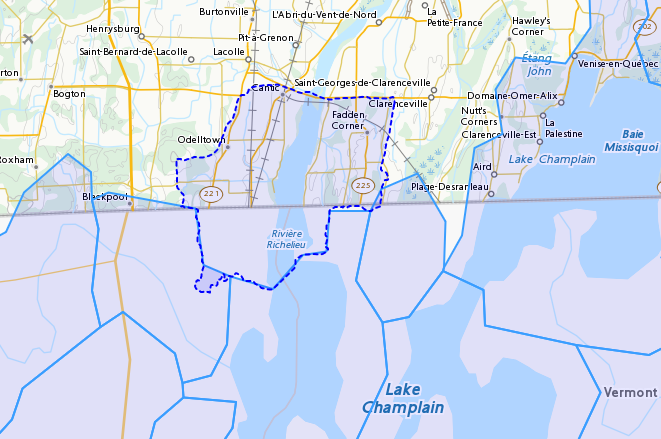 Burtonville
L'Abri-du-Vent-de-Nord
La
Petite-France
Hawley's
Corner
202
Henrysburg
Pit-à-Grenon
Saint-Bernard-de-Lacolle
Lacolle
Étang
John
Venise-en-Québec
Bogton
Cantic
Saint-Georges-de-Clarenceville
Clarenceville
Domaine-Omer-Alix
Fadden
Corner
Nutt's
Corners
La
Palestine
Clarenceville-Est
Baie
Missisquoi
Odelltown
Roxham
Lake Champlain
Aird
221
225
Plage-Desranleau
Blackpool
Rivière
Richelieu
Lake
Champlain
Vermont